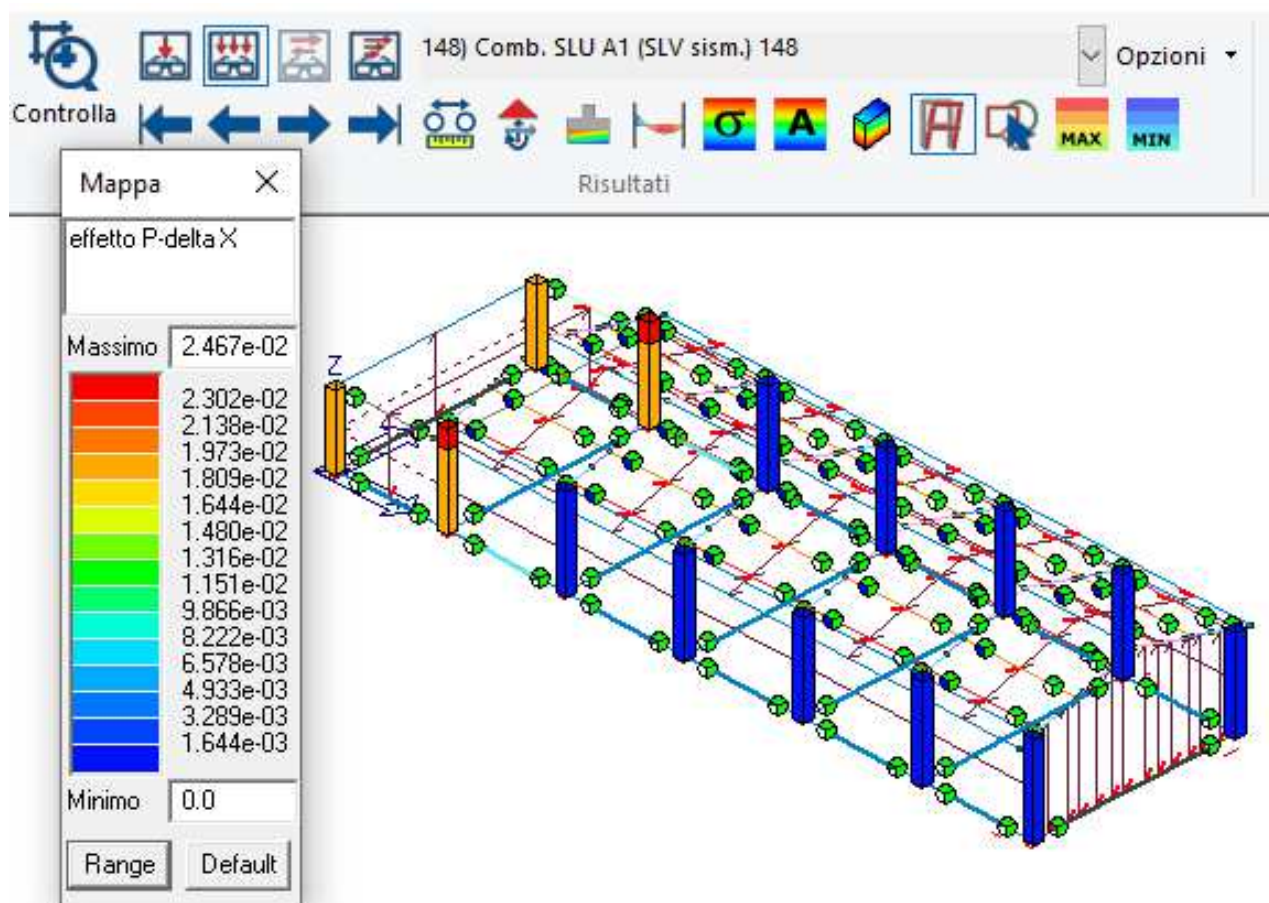 148) Comb. SLU A1 (SLV sism.) 148
Opzioni
Controlla
σ
A
MAX
MIN
Risultati
Mappa
effetto P-delta X
Massimo 2.467e-02
2.302e-02
2.138e-02
1.973e-02
1.809e-02
1.644e-02
1.480e-02
1.316e-02
1.151e-02
9.866e-03
8.222e-03
6.578e-03
4.933e-03
3.289e-03
1.644e-03
Minimo 0.0
Range Default
Z